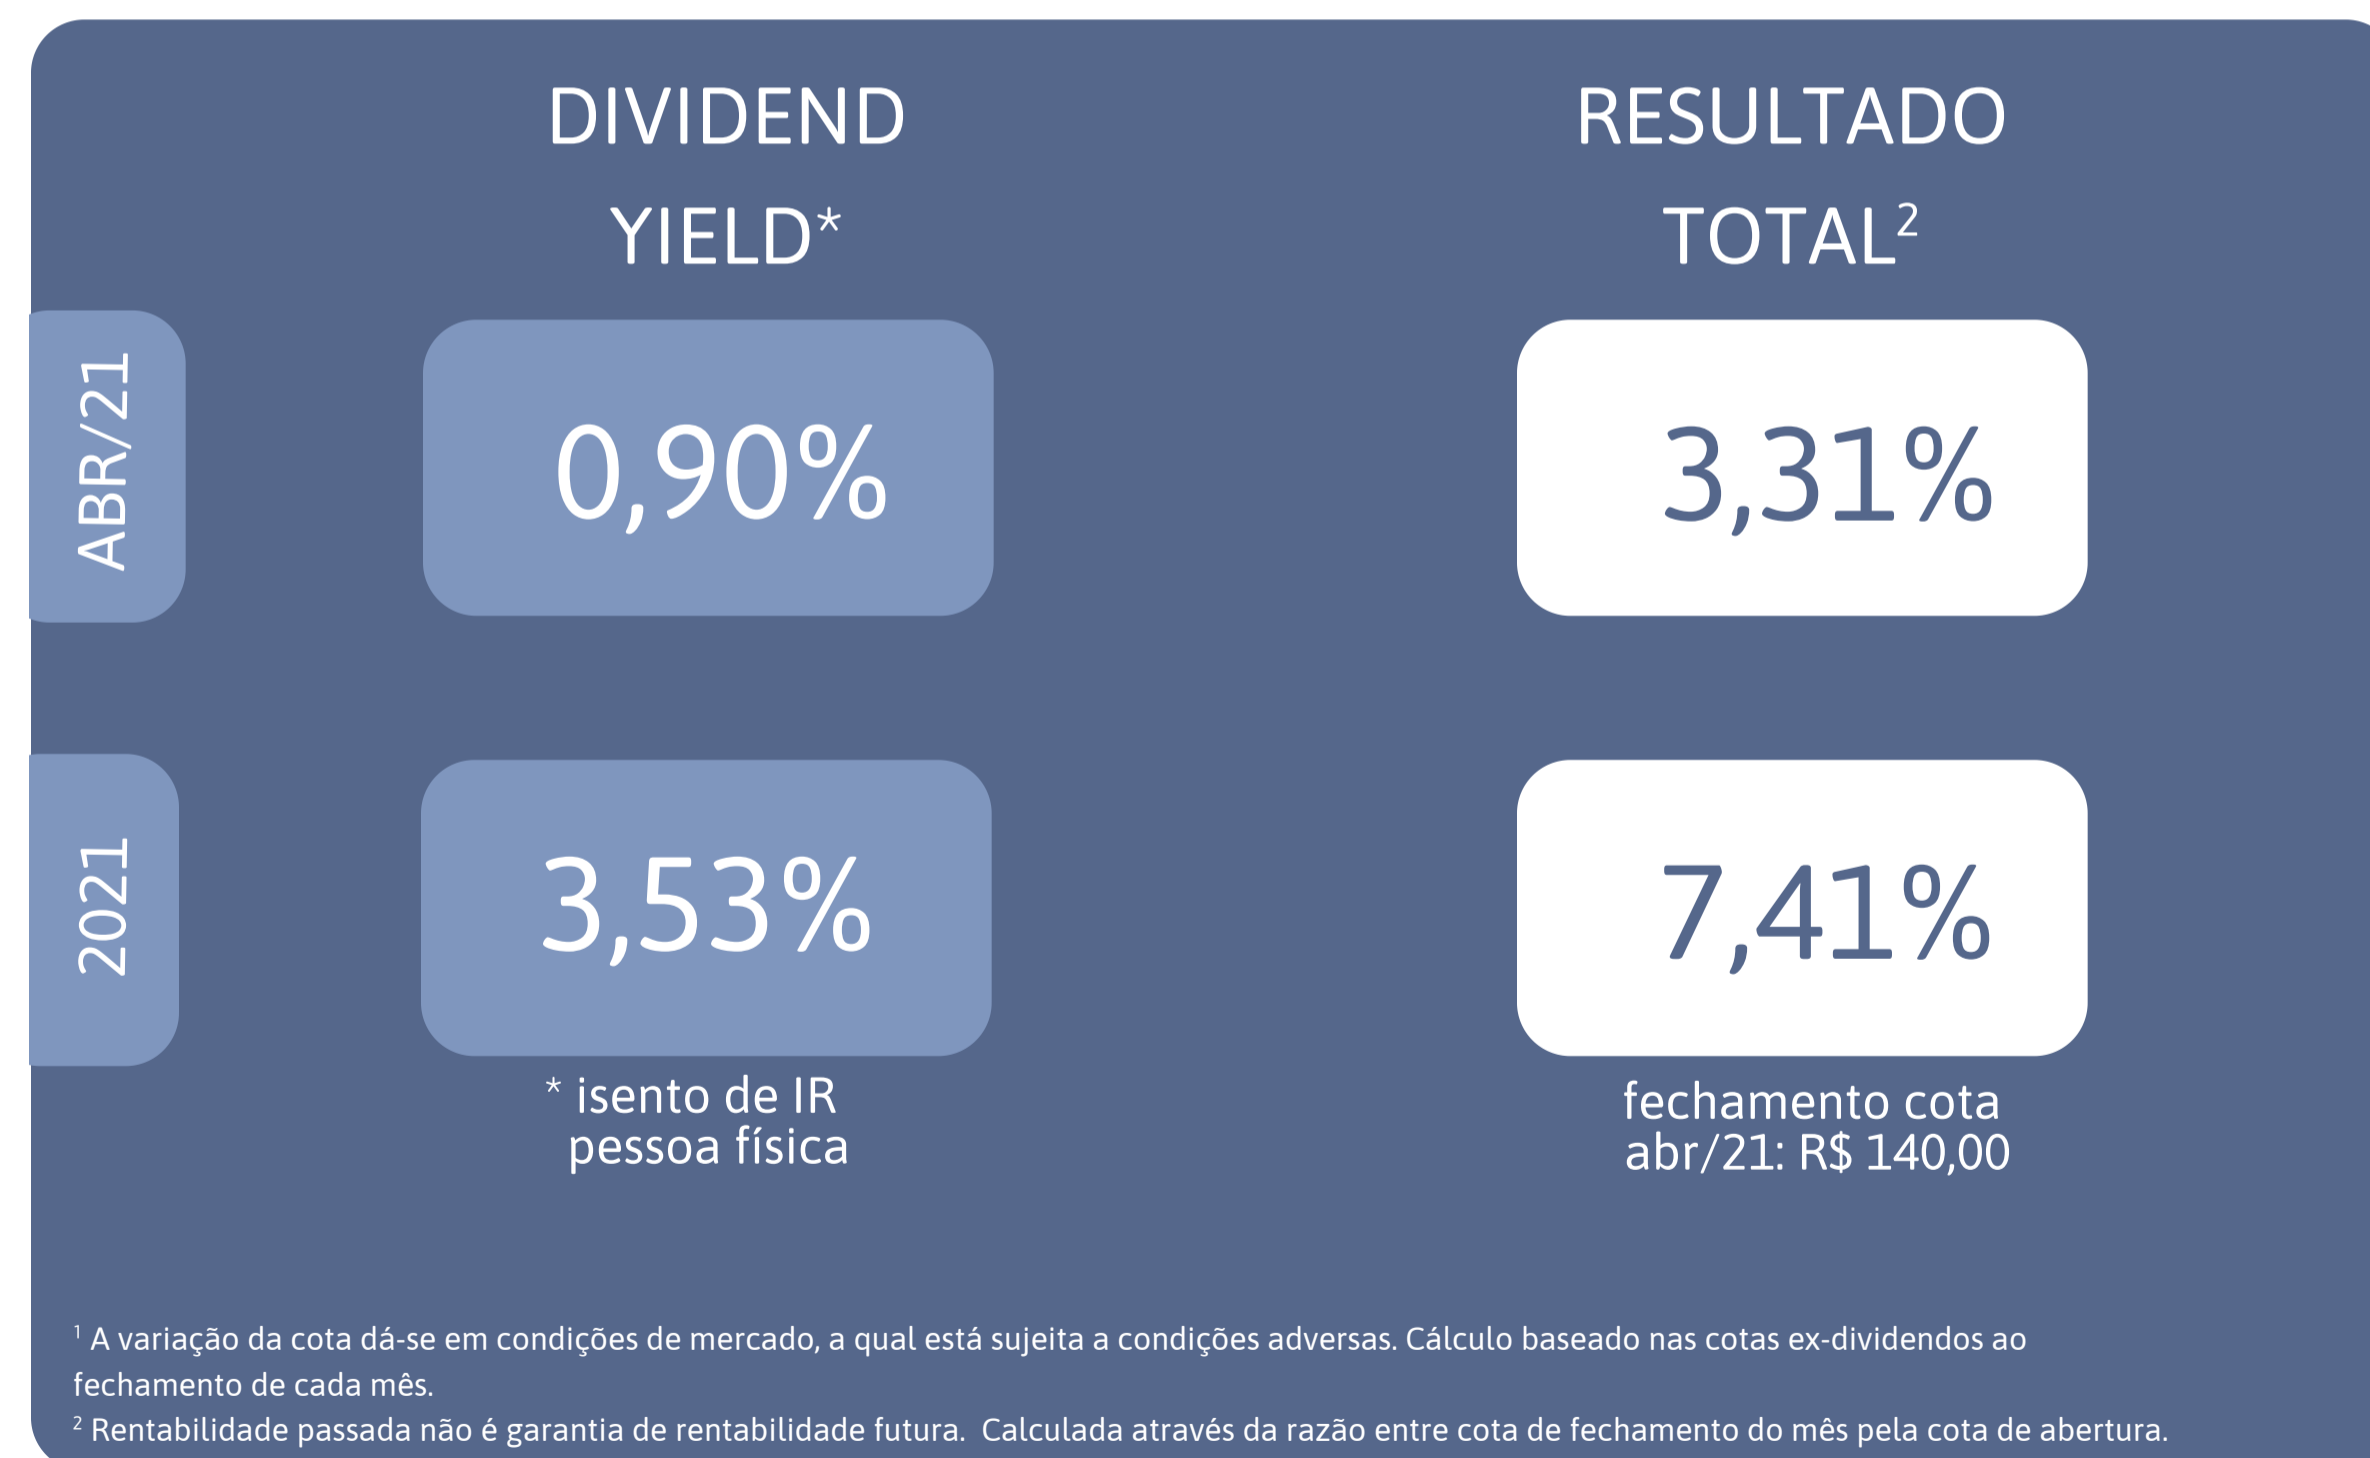 DIVIDEND
YIELD*
RESULTADO
TOTAL²
ABR/21
0,90%
3,31%
2021
3,53%
7,41%
* isento de IR
pessoa física
fechamento cota
abr/21: R$ 140,00
¹ A variação da cota dá-se em condições de mercado, a qual está sujeita a condições adversas. Cálculo baseado nas cotas ex-dividendos ao
fechamento de cada mês.
² Rentabilidade passada não é garantia de rentabilidade futura.  Calculada através da razão entre cota de fechamento do mês pela cota de abertura.